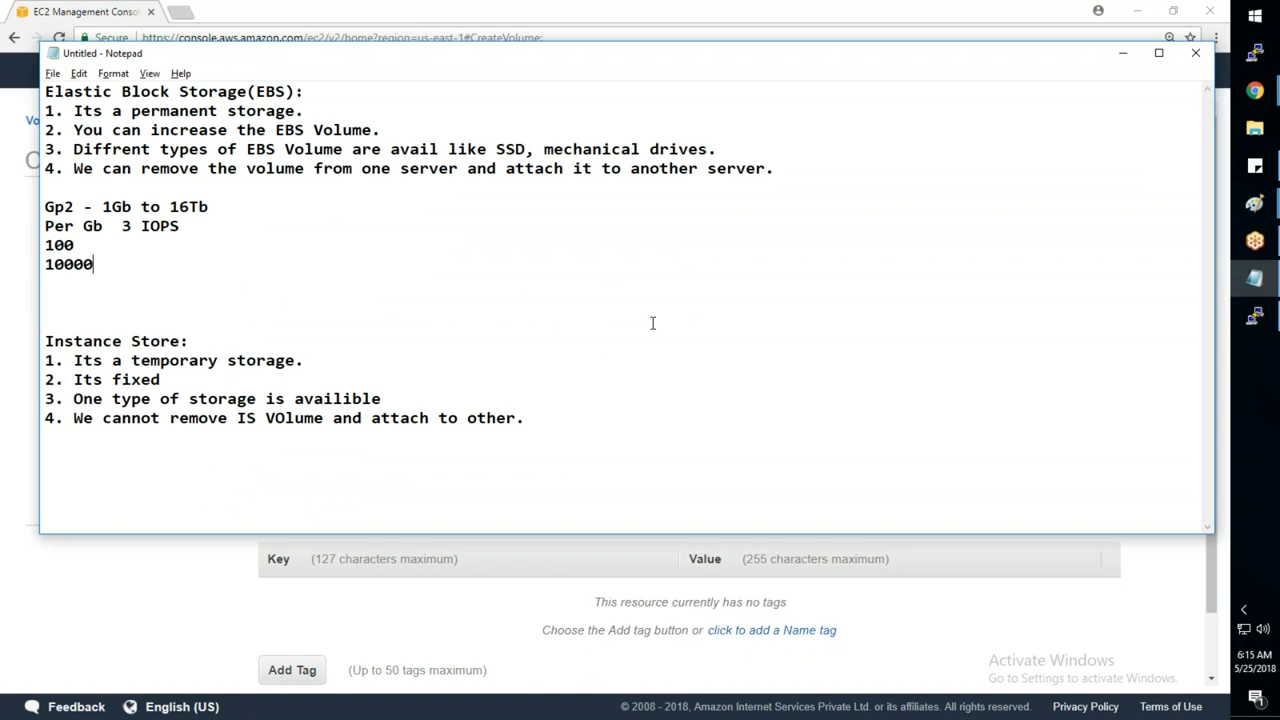 EC2 Management Conso
Secure
https://console.aws.amazon.com/ec2/v2/home?region=us-east-1#CreateVolume:
Untitled - Notepad
File Edit Format View Help
Elastic Block Storage(EBS):
1. Its a permanent storage.
2. You can increase the EBS Volume.
3. Diffrent types of EBS Volume are avail like SSD, mechanical drives.
4. We can remove the volume from one server and attach it to another server.
Gp2 - 1Gb to 16Tb
Per Gb  3 IOPS
100
10000
Instance Store:
1. Its a temporary storage.
2. Its fixed
3. One type of storage is availible
4. We cannot remove IS VOlume and attach to other.
Key (127 characters maximum) Value (255 characters maximum)
This resource currently has no tags
Choose the Add tag button or click to add a Name tag
Add Tag (Up to 50 tags maximum)
Activate Windows
Go to Settings to activate Windows.
Feedback English (US)
© 2008 - 2018, Amazon Internet Services Private Ltd. or its affiliates. All rights reserved. Privacy Policy Terms of Use
6:15 AM
5/25/2018